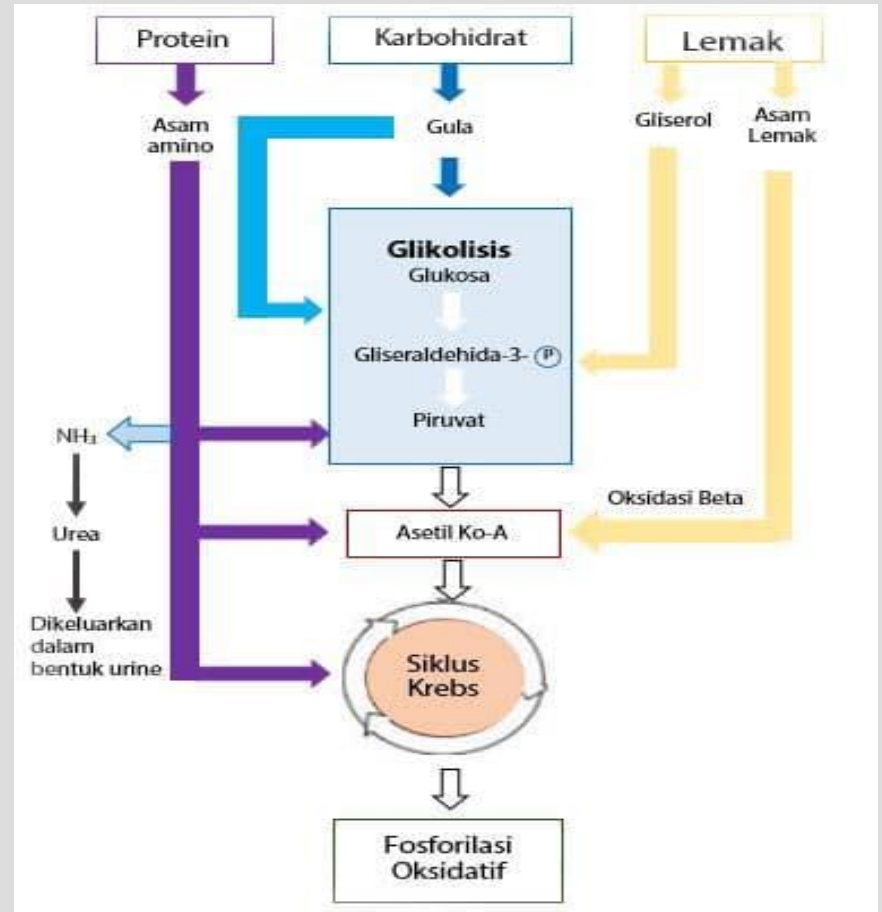 Protein
Karbohidrat
Lemak
Asam
amino
Gula
Gliserol
Asam
Lemak
Glikolisis
Glukosa
Gliseraldehida-3- P
Piruvat
NH₃
Urea
Dikeluarkan
dalam
bentuk urine
Oksidasi Beta
Asetil Ko-A
Siklus
Krebs
Fosforilasi
Oksidatif